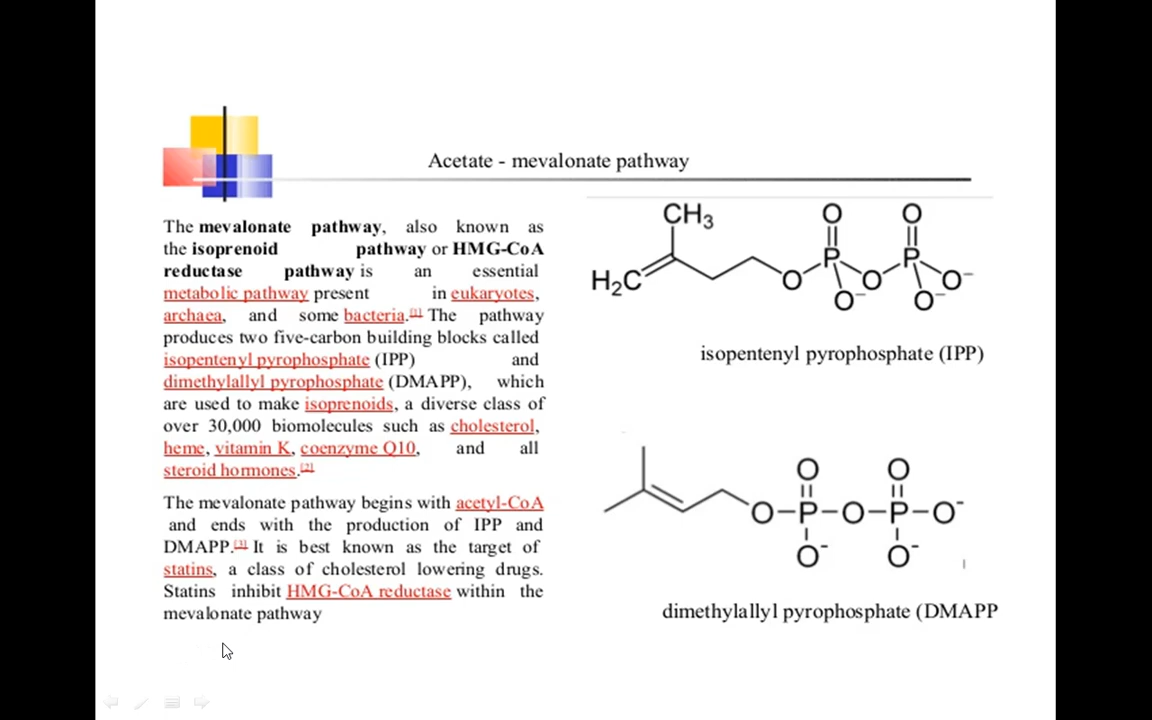 Acetate - mevalonate pathway
The mevalonate pathway, also known as
the isoprenoid pathway or HMG-CoA
reductase pathway is an essential
metabolic pathway present in eukaryotes,
archaea, and some bacteria.[1] The pathway
produces two five-carbon building blocks called
isopentenyl pyrophosphate (IPP) and
dimethylallyl pyrophosphate (DMAPP), which
are used to make isoprenoids, a diverse class of
over 30,000 biomolecules such as cholesterol,
heme, vitamin K, coenzyme Q10, and all
steroid hormones.[2]
The mevalonate pathway begins with acetyl-CoA
and ends with the production of IPP and
DMAPP.[3] It is best known as the target of
statins, a class of cholesterol lowering drugs.
Statins inhibit HMG-CoA reductase within the
mevalonate pathway
CH3 O O
H2C O P O P O-
O- O-
isopentenyl pyrophosphate (IPP)
O O
O-P-O-P-O-
O- O-
dimethylallyl pyrophosphate (DMAPP